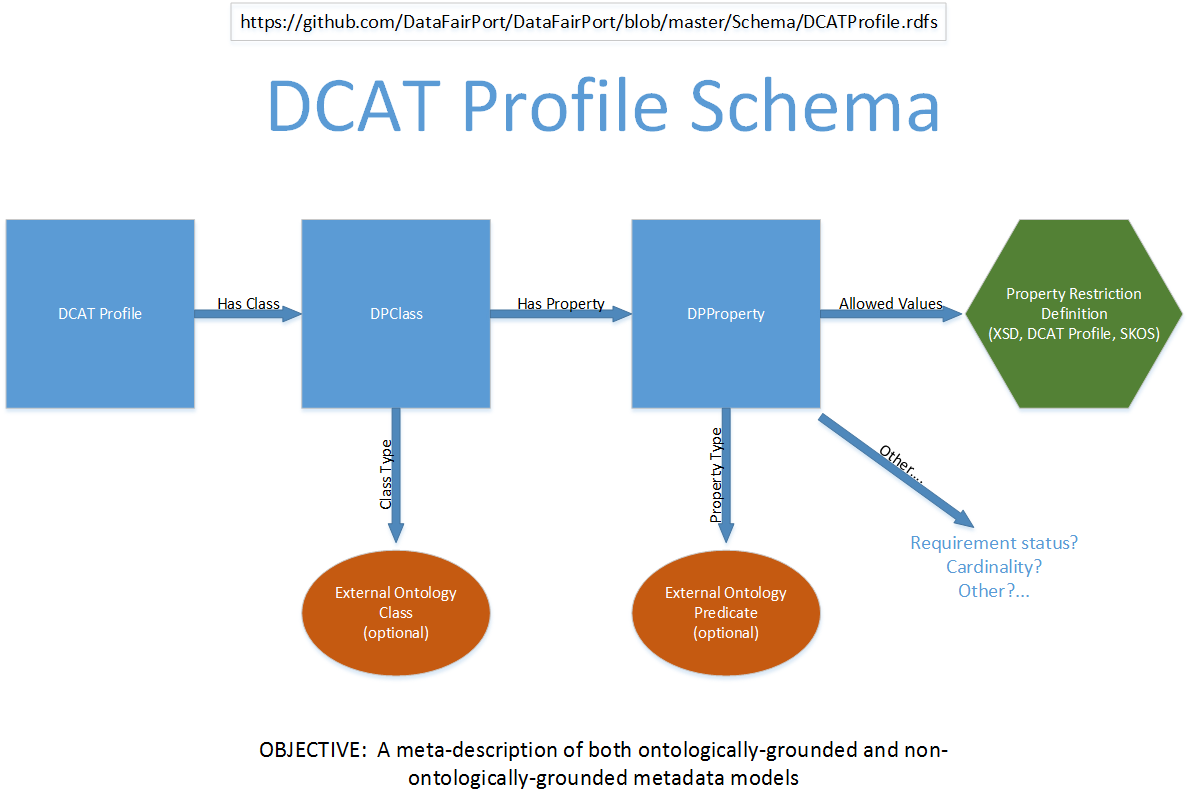 https://github.com/DataFairPort/DataFairPort/blob/master/Schema/DCATProfile.rdfs
DCAT Profile Schema
DCAT Profile
Has Class
DPClass
Has Property
DPProperty
Allowed Values
Property Restriction
Definition
(XSD, DCAT Profile, SKOS)
Class Type
Property Type
Other....
Requirement status?
Cardinality?
Other?...
External Ontology
Class
(optional)
External Ontology
Predicate
(optional)
OBJECTIVE:  A meta-description of both ontologically-grounded and non-
ontologically-grounded metadata models